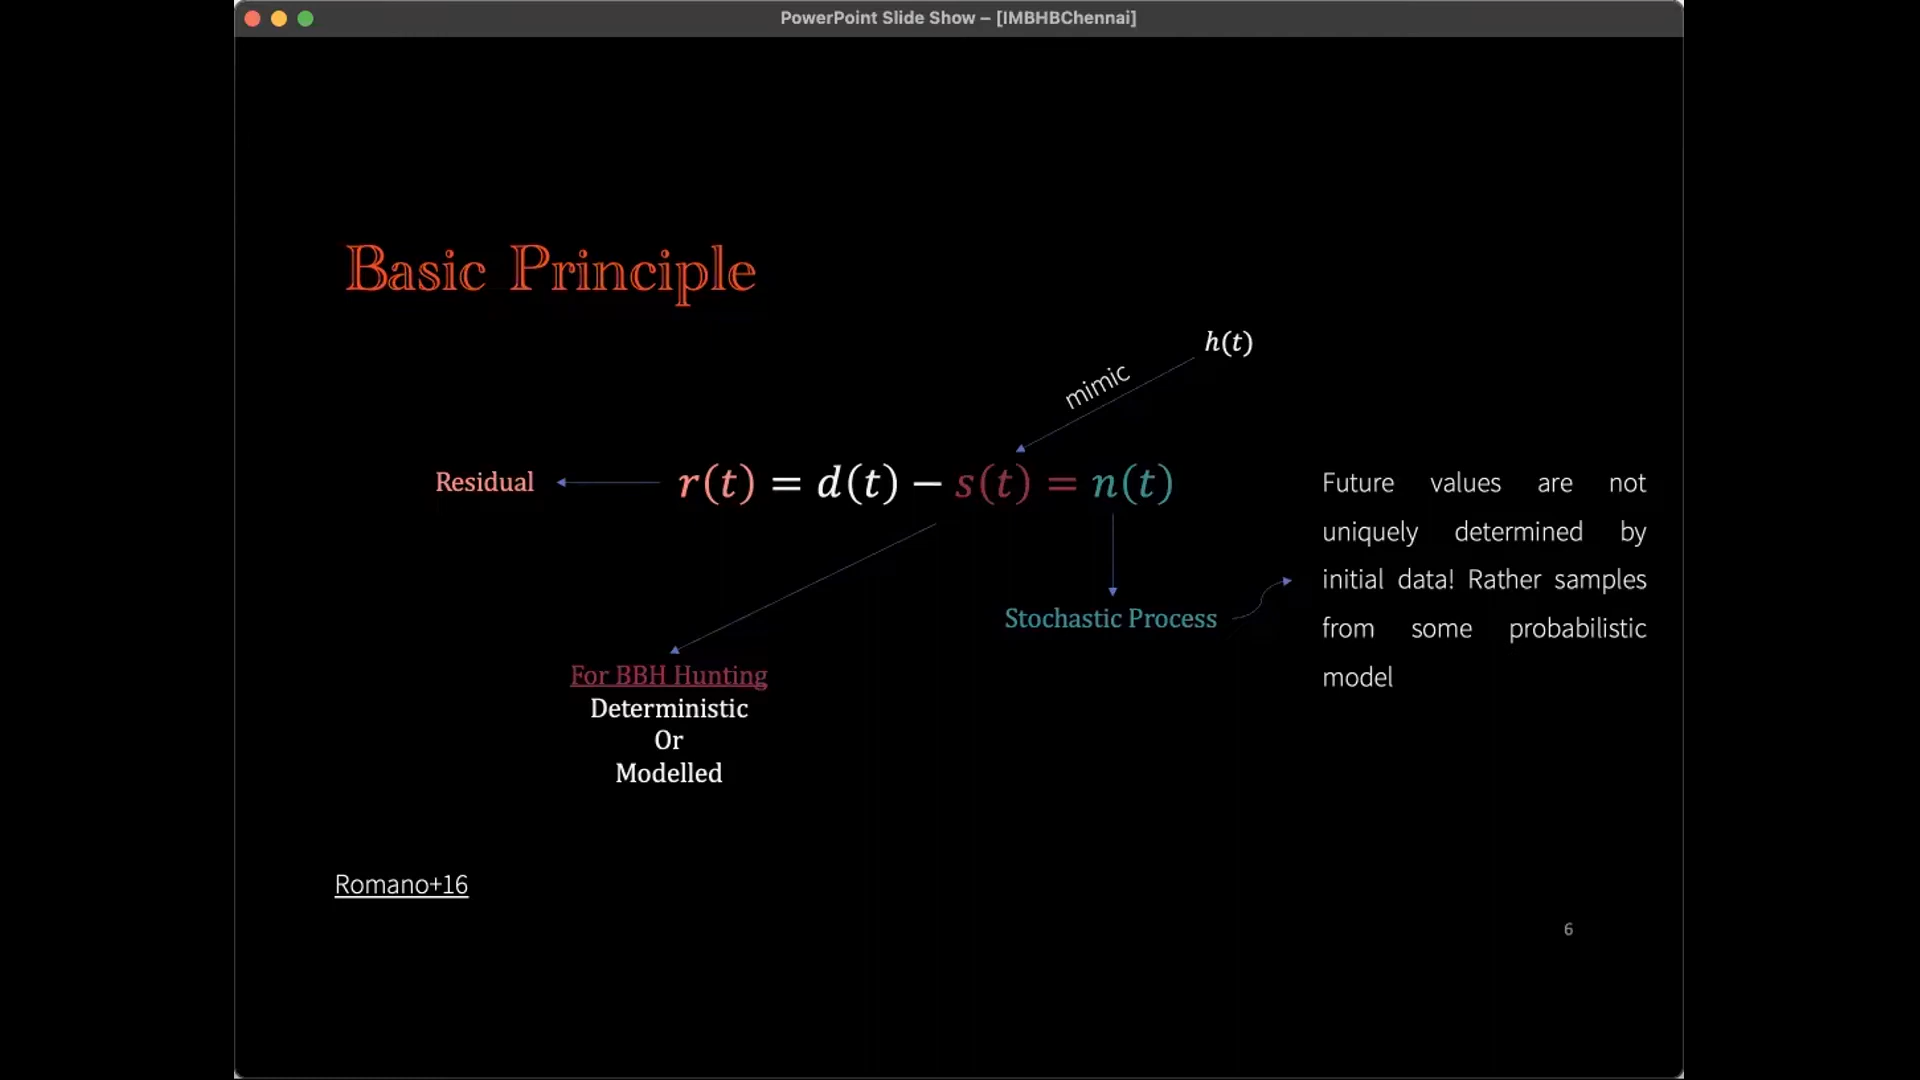 PowerPoint Slide Show – [IMBHBChennai]
Basic Principle
h(t)
mimic
Residual
r(t) = d(t) − s(t) = n(t)
Future values are not
uniquely determined by
initial data! Rather samples
from some probabilistic
model
Stochastic Process
For BBH Hunting
Deterministic
Or
Modelled
Romano+16
6